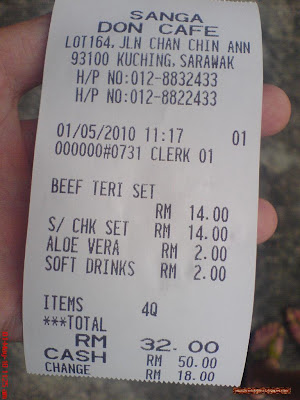 SANGA
DON CAFE
LOT164, JLN CHAN CHIN ANN
93100 KUCHING, SARAWAK
H/P NO:012-8832433
H/P NO:012-8822433
01/05/2010 11:17 01
000000#0731 CLERK 01
BEEF TERI SET
RM 14.00
S/ CHK SET RM 14.00
ALOE VERA RM 2.00
SOFT DRINKS RM 2.00
ITEMS 4Q
***TOTAL
RM 32.00
CASH RM 50.00
CHANGE RM 18.00